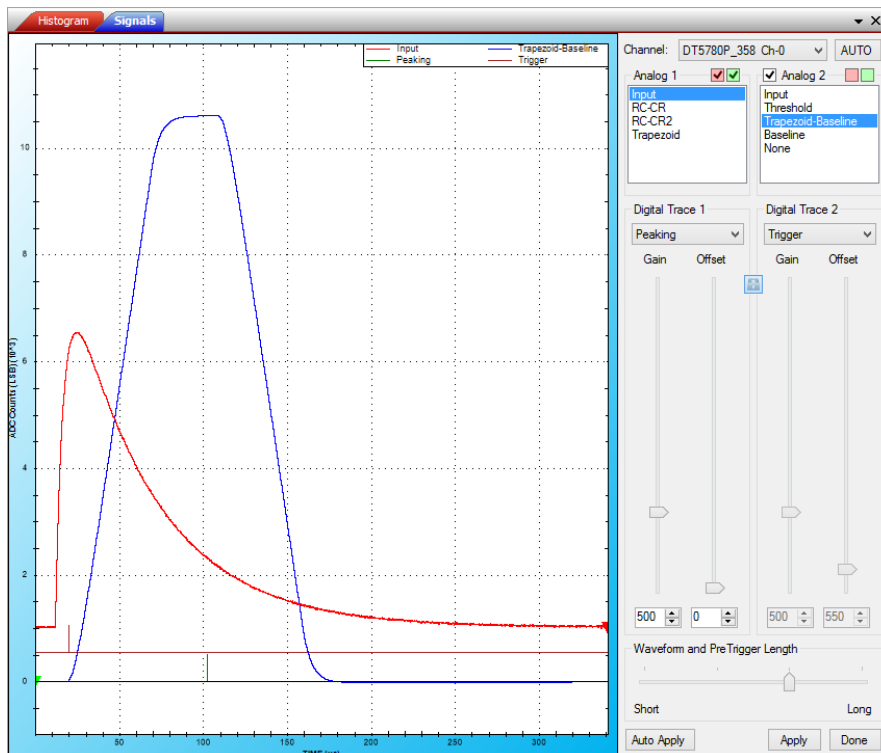 Histogram Signals
Input Trapezoid-Baseline
Peaking Trigger
ADC Counts (LSB) (10^3)
10
8
6
4
2
0
50 100 150 200 250 300
Channel: DT5780P_358 Ch-0 AUTO
Analog 1 Analog 2
Input Input
RC-CR Threshold
RC-CR2 Trapezoid-Baseline
Trapezoid Baseline
None
Digital Trace 1 Digital Trace 2
Peaking Trigger
Gain Offset Gain Offset
500 0 500 550
Waveform and PreTrigger Length
Short Long
Auto Apply Apply Done